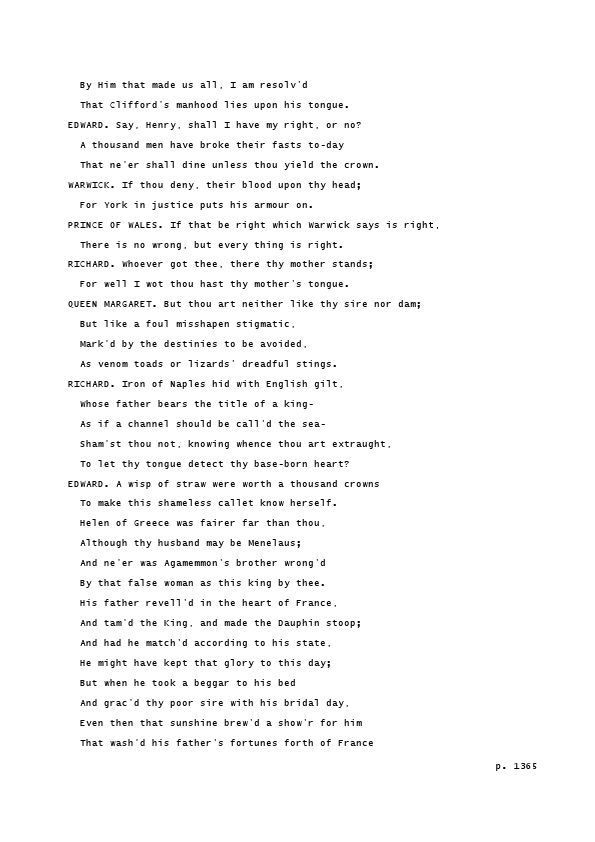 By Him that made us all, I am resolv'd
That Clifford's manhood lies upon his tongue.
EDWARD. Say, Henry, shall I have my right, or no?
A thousand men have broke their fasts to-day
That ne'er shall dine unless thou yield the crown.
WARWICK. If thou deny, their blood upon thy head;
For York in justice puts his armour on.
PRINCE OF WALES. If that be right which Warwick says is right,
There is no wrong, but every thing is right.
RICHARD. Whoever got thee, there thy mother stands;
For well I wot thou hast thy mother's tongue.
QUEEN MARGARET. But thou art neither like thy sire nor dam;
But like a foul misshapen stigmatic,
Mark'd by the destinies to be avoided,
As venom toads or lizards' dreadful stings.
RICHARD. Iron of Naples hid with English gilt,
Whose father bears the title of a king-
As if a channel should be call'd the sea-
Sham'st thou not, knowing whence thou art extraught,
To let thy tongue detect thy base-born heart?
EDWARD. A wisp of straw were worth a thousand crowns
To make this shameless callet know herself.
Helen of Greece was fairer far than thou,
Although thy husband may be Menelaus;
And ne'er was Agamemmon's brother wrong'd
By that false woman as this king by thee.
His father revell'd in the heart of France,
And tam'd the King, and made the Dauphin stoop;
And had he match'd according to his state,
He might have kept that glory to this day;
But when he took a beggar to his bed
And grac'd thy poor sire with his bridal day,
Even then that sunshine brew'd a show'r for him
That wash'd his father's fortunes forth of France
p. 1365